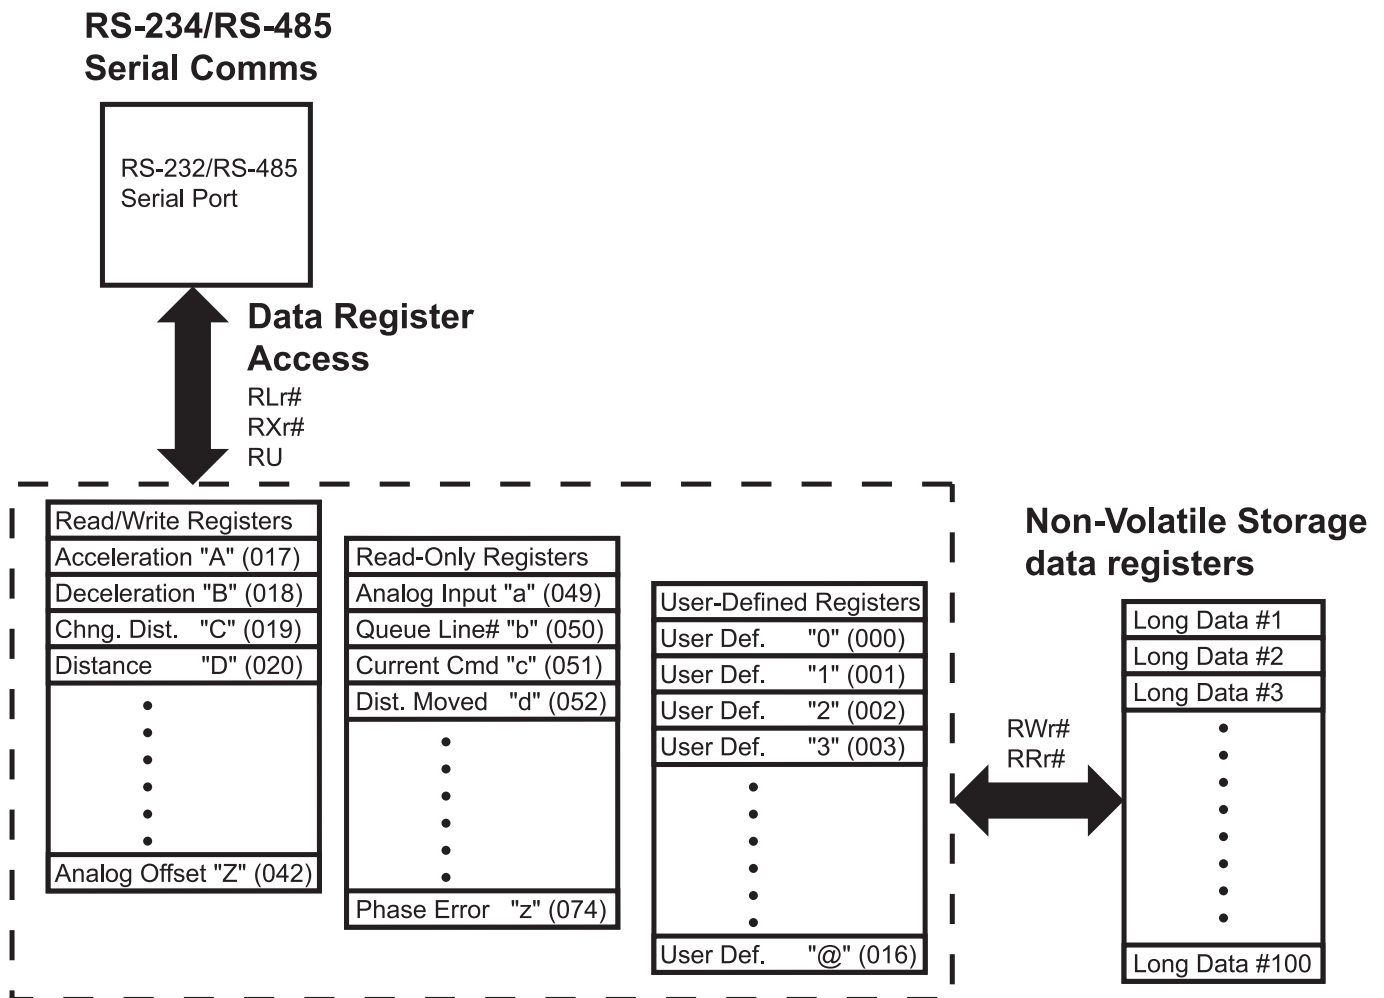 RS-234/RS-485
Serial Comms
RS-232/RS-485
Serial Port
Data Register
Access
RLr#
RXr#
RU
Read/Write Registers
Acceleration "A" (017)
Deceleration "B" (018)
Chng. Dist. "C" (019)
Distance "D" (020)
Analog Offset "Z" (042)
Read-Only Registers
Analog Input "a" (049)
Queue Line# "b" (050)
Current Cmd "c" (051)
Dist. Moved "d" (052)
Phase Error "z" (074)
User-Defined Registers
User Def. "0" (000)
User Def. "1" (001)
User Def. "2" (002)
User Def. "3" (003)
User Def. "@" (016)
RWr#
RRr#
Non-Volatile Storage
data registers
Long Data #1
Long Data #2
Long Data #3
Long Data #100